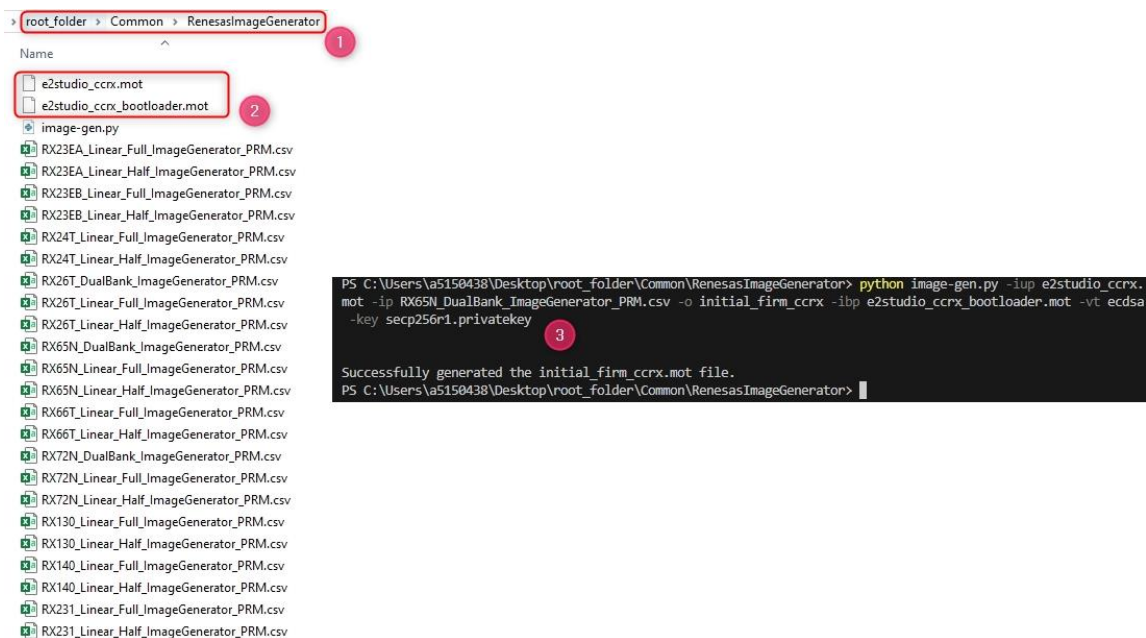 > root_folder > Common > RenesasImageGenerator
1
Name
e2studio_ccrx.mot
e2studio_ccrx_bootloader.mot
2
image-gen.py
RX23EA_Linear_Full_ImageGenerator_PRM.csv
RX23EA_Linear_Half_ImageGenerator_PRM.csv
RX23EB_Linear_Full_ImageGenerator_PRM.csv
RX23EB_Linear_Half_ImageGenerator_PRM.csv
RX24T_Linear_Full_ImageGenerator_PRM.csv
RX24T_Linear_Half_ImageGenerator_PRM.csv
RX26T_DualBank_ImageGenerator_PRM.csv
RX26T_Linear_Full_ImageGenerator_PRM.csv
RX26T_Linear_Half_ImageGenerator_PRM.csv
RX65N_DualBank_ImageGenerator_PRM.csv
RX65N_Linear_Full_ImageGenerator_PRM.csv
RX65N_Linear_Half_ImageGenerator_PRM.csv
RX66T_Linear_Full_ImageGenerator_PRM.csv
RX66T_Linear_Half_ImageGenerator_PRM.csv
RX72N_DualBank_ImageGenerator_PRM.csv
RX72N_Linear_Full_ImageGenerator_PRM.csv
RX72N_Linear_Half_ImageGenerator_PRM.csv
RX130_Linear_Full_ImageGenerator_PRM.csv
RX130_Linear_Half_ImageGenerator_PRM.csv
RX140_Linear_Full_ImageGenerator_PRM.csv
RX140_Linear_Half_ImageGenerator_PRM.csv
RX231_Linear_Full_ImageGenerator_PRM.csv
RX231_Linear_Half_ImageGenerator_PRM.csv
PS C:\Users\a5150438\Desktop\root_folder\Common\RenesasImageGenerator> python image-gen.py -iup e2studio_ccrx.
mot -ip RX65N_DualBank_ImageGenerator_PRM.csv -o initial_firm_ccrx -ibp e2studio_ccrx_bootloader.mot -vt ecdsa
-key secp256r1.privatekey
3
Successfully generated the initial_firm_ccrx.mot file.
PS C:\Users\a5150438\Desktop\root_folder\Common\RenesasImageGenerator>